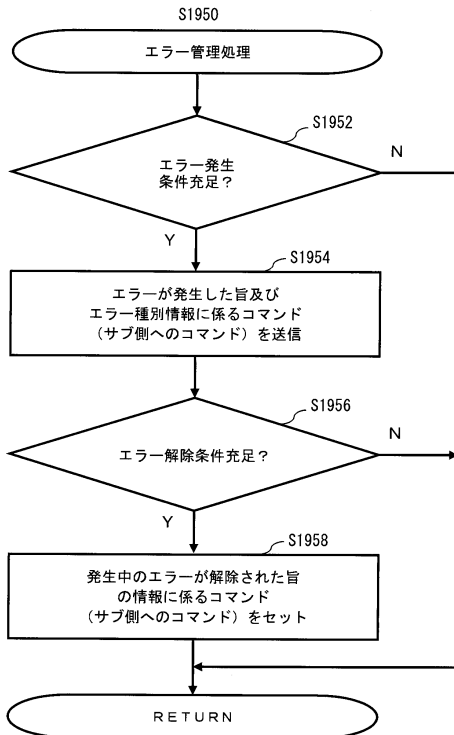 S1950
エラー管理処理
S1952
エラー発生
条件充足？
N
Y
S1954
エラーが発生した旨及び
エラー種別情報に係るコマンド
（サブ側へのコマンド）を送信
S1956
エラー解除条件充足？
N
Y
S1958
発生中のエラーが解除された旨
の情報に係るコマンド
（サブ側へのコマンド）をセット
RETURN